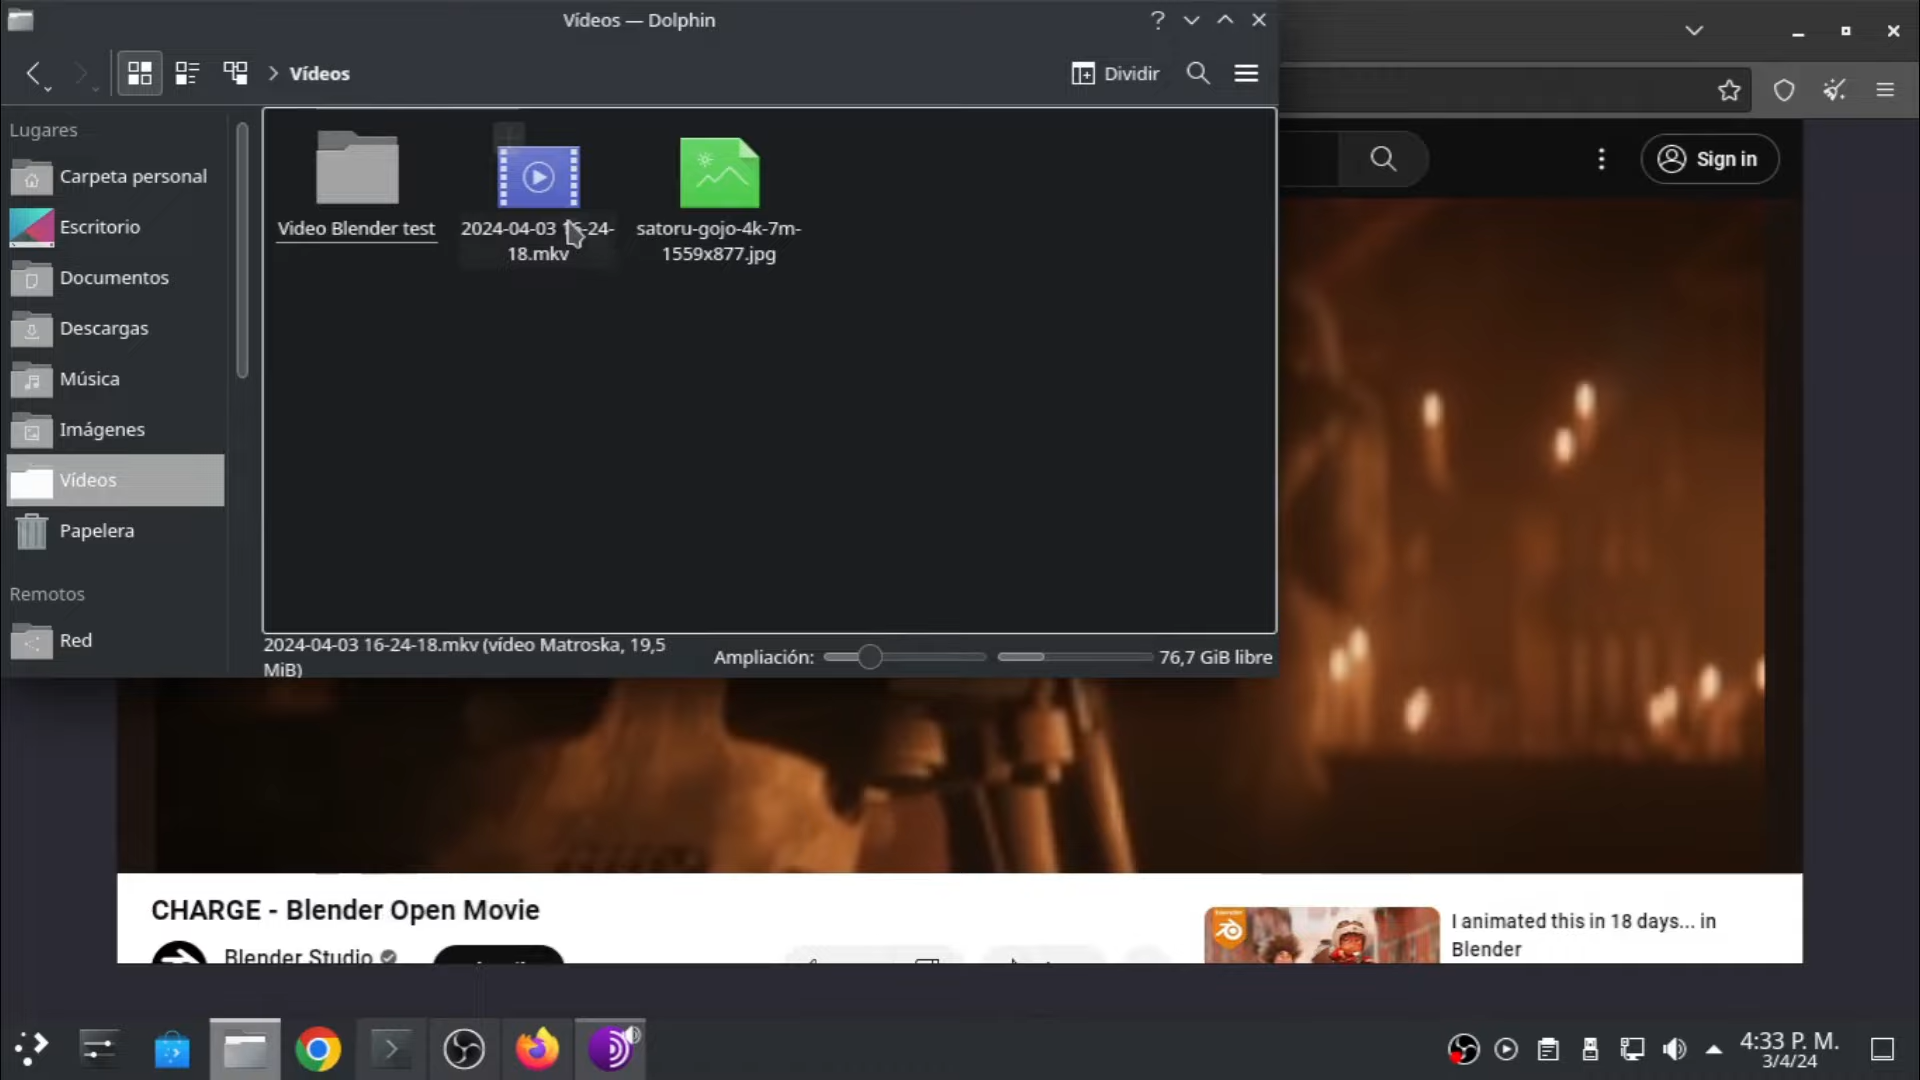 Vídeos — Dolphin
Vídeos
Dividir
Lugares
Carpeta personal
Escritorio
Documentos
Descargas
Música
Imágenes
Vídeos
Papelera
Remotos
Red
Video Blender test
2024-04-03 16-24-
18.mkv
satoru-gojo-4k-7m-
1559x877.jpg
2024-04-03 16-24-18.mkv (vídeo Matroska, 19,5
MiB)
Ampliación:
76,7 GiB libre
Sign in
CHARGE - Blender Open Movie
Blender Studio
I animated this in 18 days... in
Blender
4:33 P. M.
3/4/24